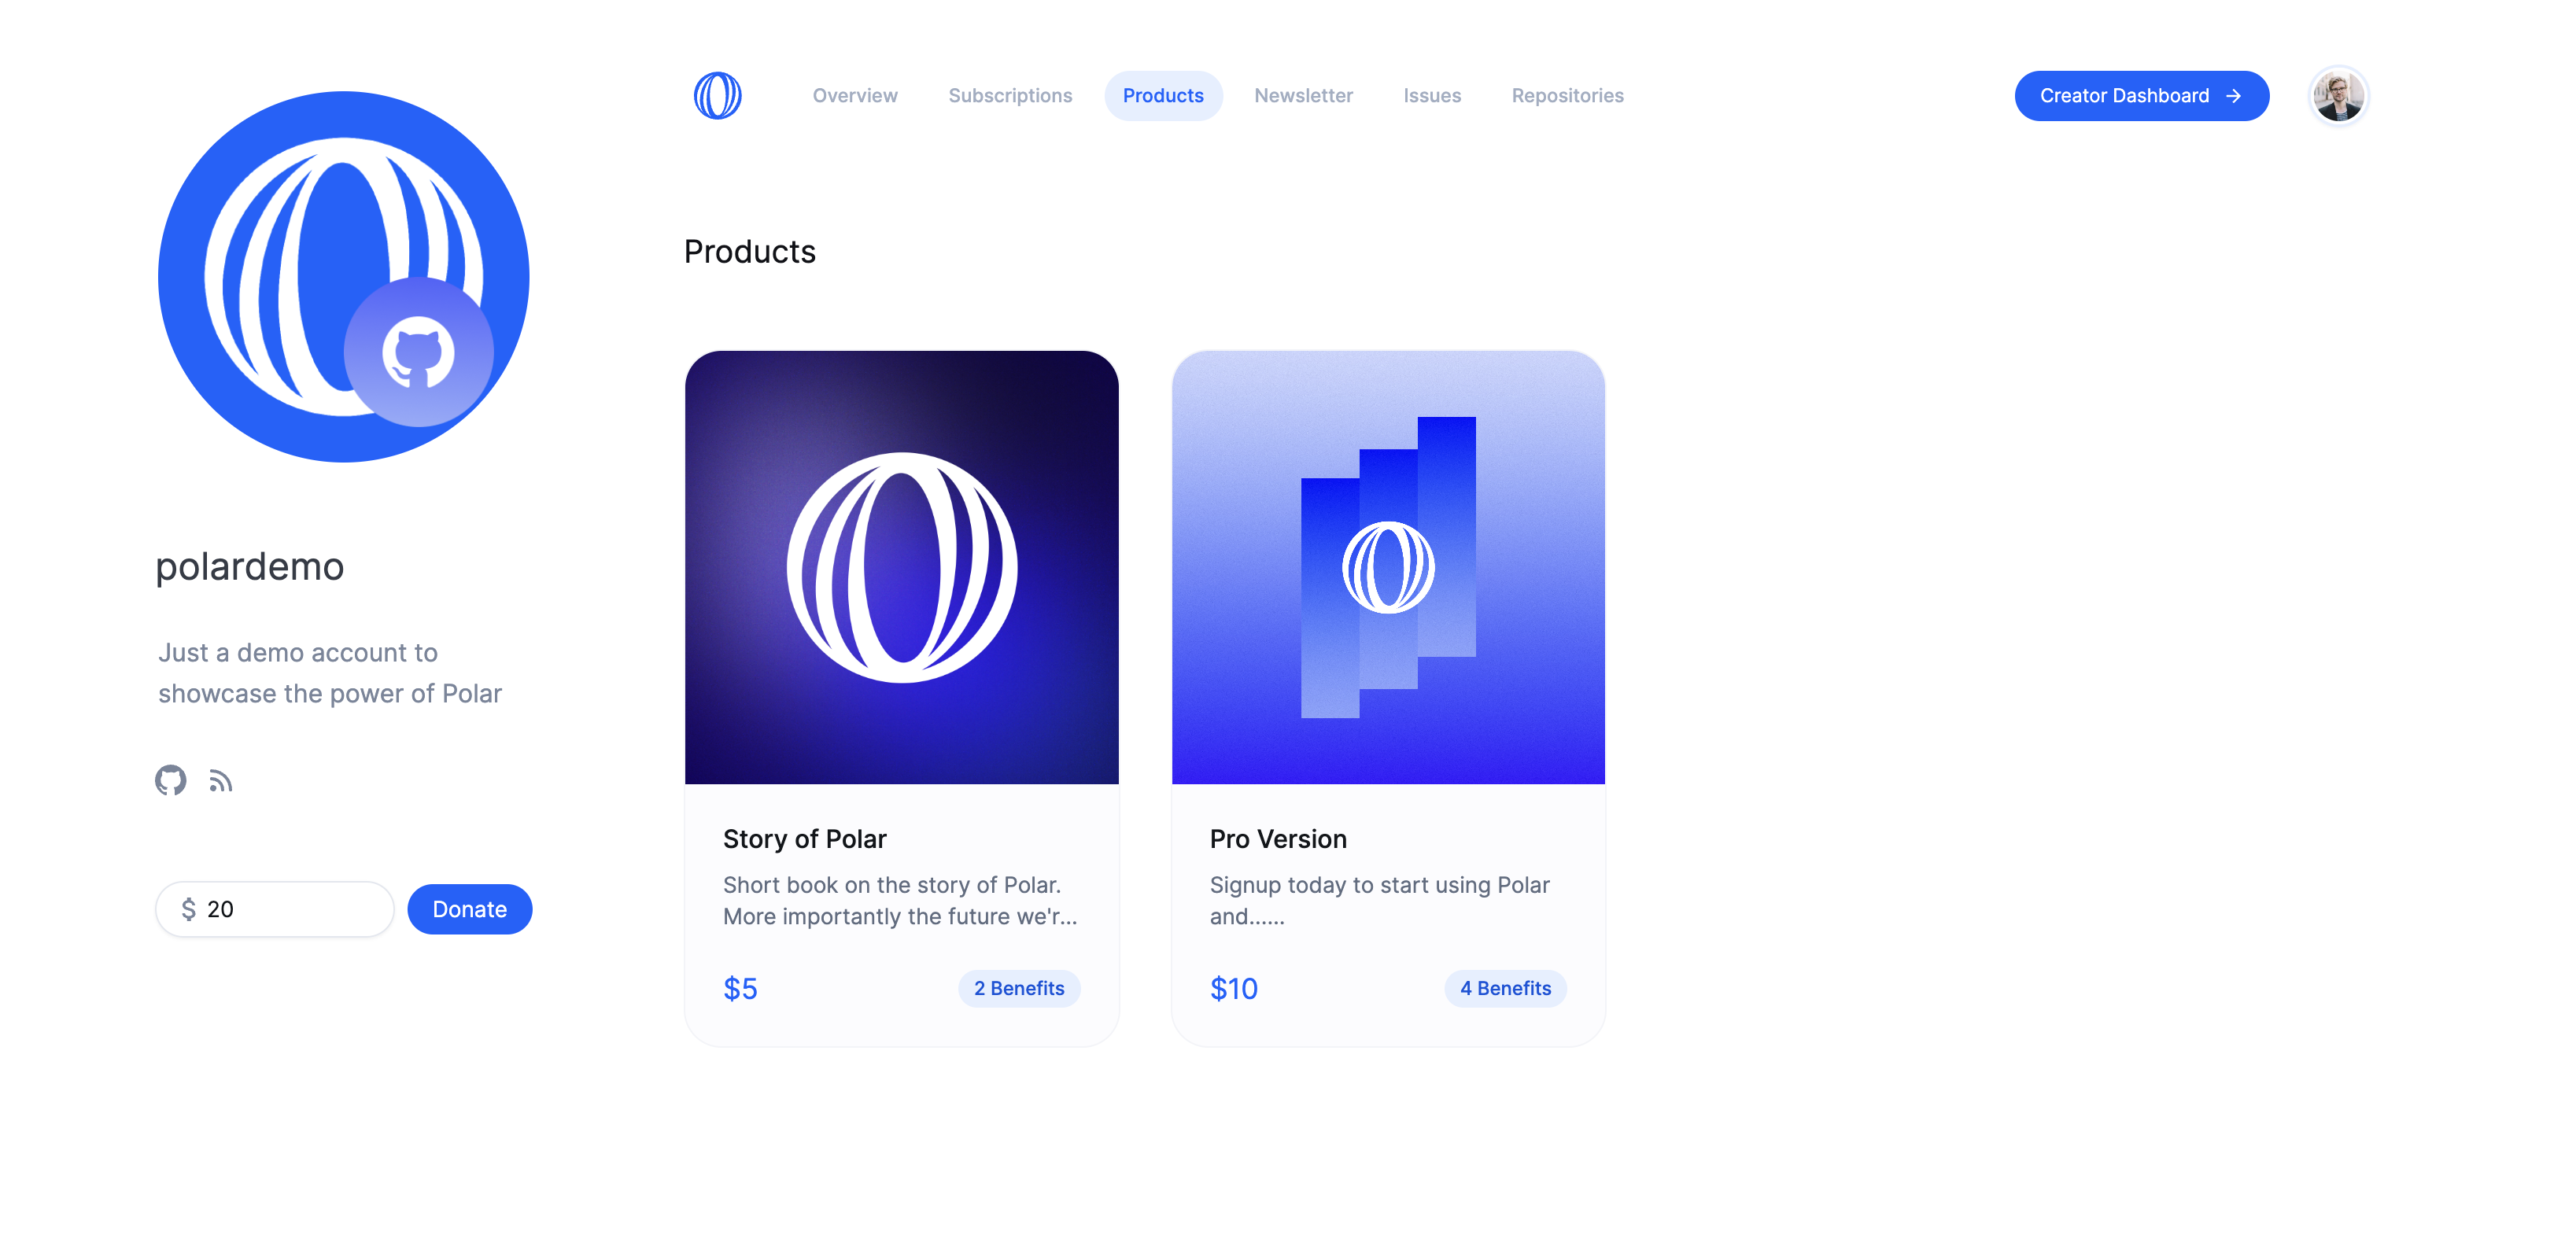 Overview
Subscriptions
Products
Newsletter
Issues
Repositories
Creator Dashboard →
polardemo
Just a demo account to
showcase the power of Polar
$ 20
Donate
Products
Story of Polar
Short book on the story of Polar.
More importantly the future we'r...
$5
2 Benefits
Pro Version
Signup today to start using Polar
and......
$10
4 Benefits